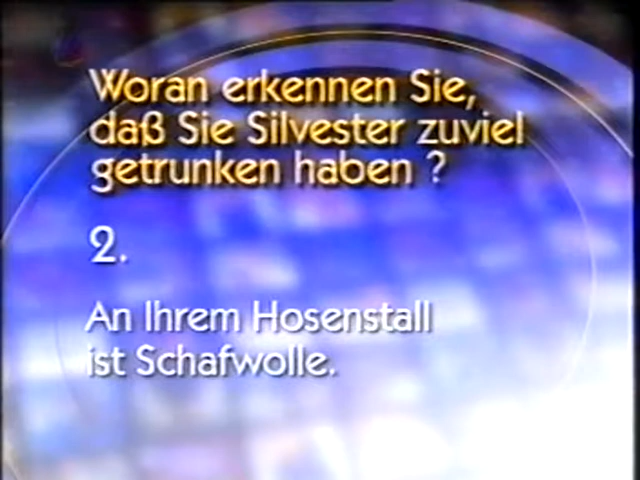 Woran erkennen Sie,
daß Sie Silvester zuviel
getrunken haben ?
2.
An Ihrem Hosenstall
ist Schafwolle.